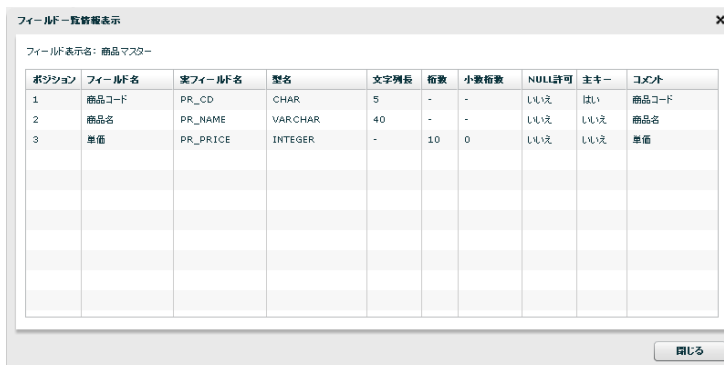 フィールド一覧情報表示
フィールド表示名: 商品マスター
ポジション フィールド名 実フィールド名 型名 文字列長 桁数 小数桁数 NULL許可 主キー コメント
1 商品コード PR_CD CHAR 5 - - いいえ はい 商品コード
2 商品名 PR_NAME VARCHAR 40 - - いいえ いいえ 商品名
3 単価 PR_PRICE INTEGER - 10 0 いいえ いいえ 単価
閉じる